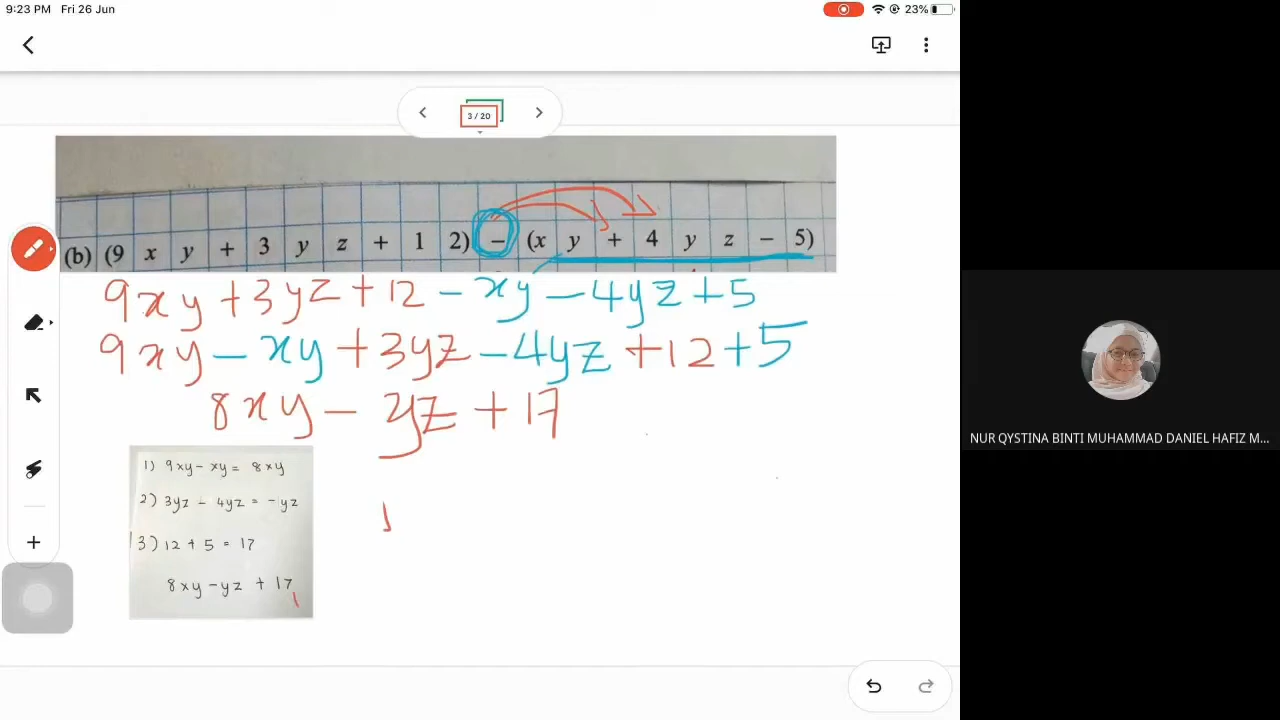 9:23 PM Fri 26 Jun
23%
3 / 20
(b) (9 x y + 3 y z + 1 2) − (x y + 4 y z − 5)
9xy + 3yz + 12 − xy − 4yz + 5
9xy − xy + 3yz − 4yz + 12 + 5
8xy − yz + 17
1) 9xy − xy = 8xy
2) 3yz − 4yz = −yz
3) 12 + 5 = 17
8xy − yz + 17
NUR QYSTINA BINTI MUHAMMAD DANIEL HAFIZ M...